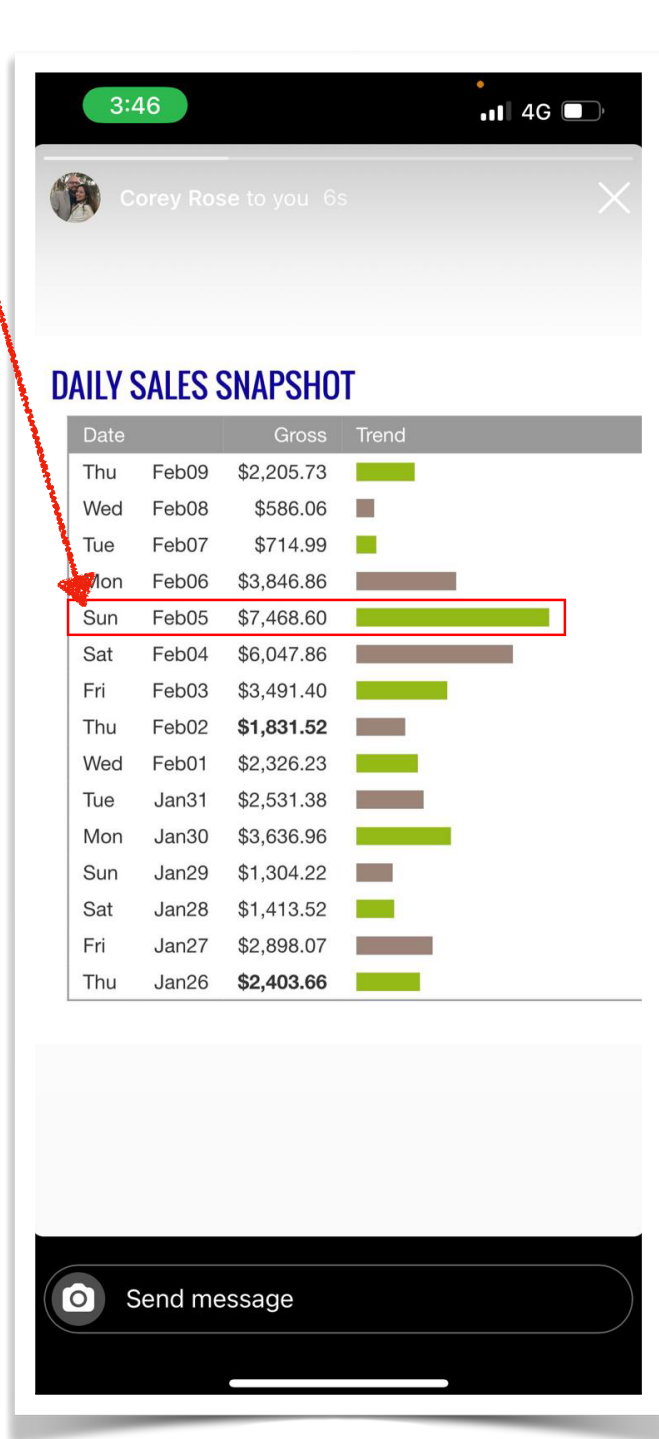 3:46 4G
Corey Rose to you 6s
DAILY SALES SNAPSHOT
Date Gross Trend
Thu Feb09 $2,205.73
Wed Feb08 $586.06
Tue Feb07 $714.99
Mon Feb06 $3,846.86
Sun Feb05 $7,468.60
Sat Feb04 $6,047.86
Fri Feb03 $3,491.40
Thu Feb02 $1,831.52
Wed Feb01 $2,326.23
Tue Jan31 $2,531.38
Mon Jan30 $3,636.96
Sun Jan29 $1,304.22
Sat Jan28 $1,413.52
Fri Jan27 $2,898.07
Thu Jan26 $2,403.66
Send message